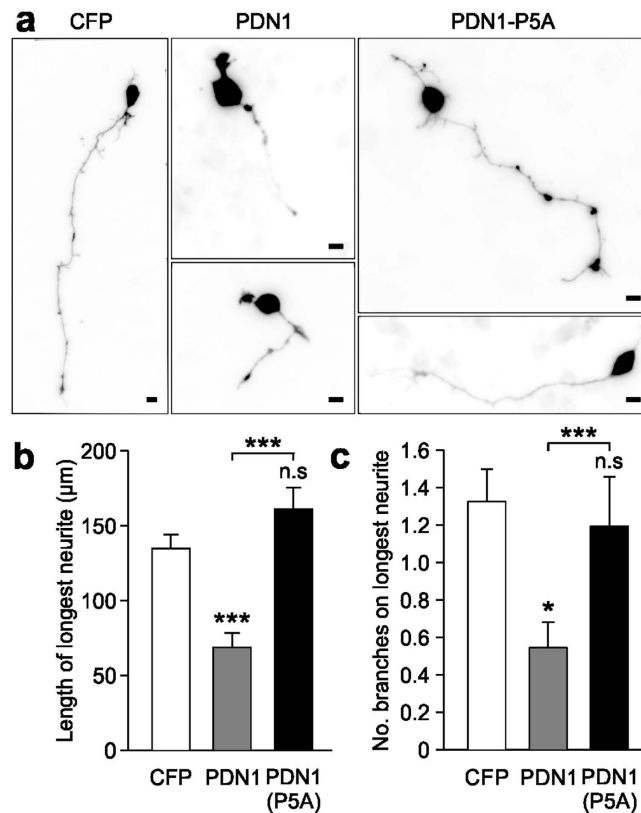 a
CFP
PDN1
PDN1-P5A
b
Length of longest neurite (µm)
200
150
100
50
0
***
***
n.s
CFP
PDN1
PDN1
(P5A)
c
No. branches on longest neurite
1.6
1.4
1.2
1.0
0.8
0.6
0.4
0.2
0
*
***
n.s
CFP
PDN1
PDN1
(P5A)